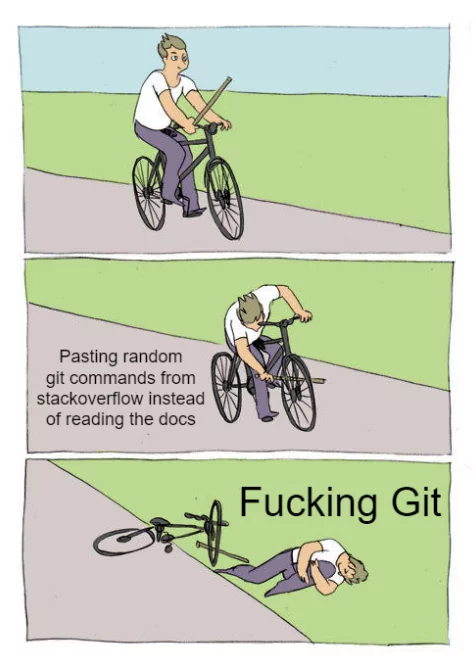 Pasting random
git commands from
stackoverflow instead
of reading the docs
Fucking Git